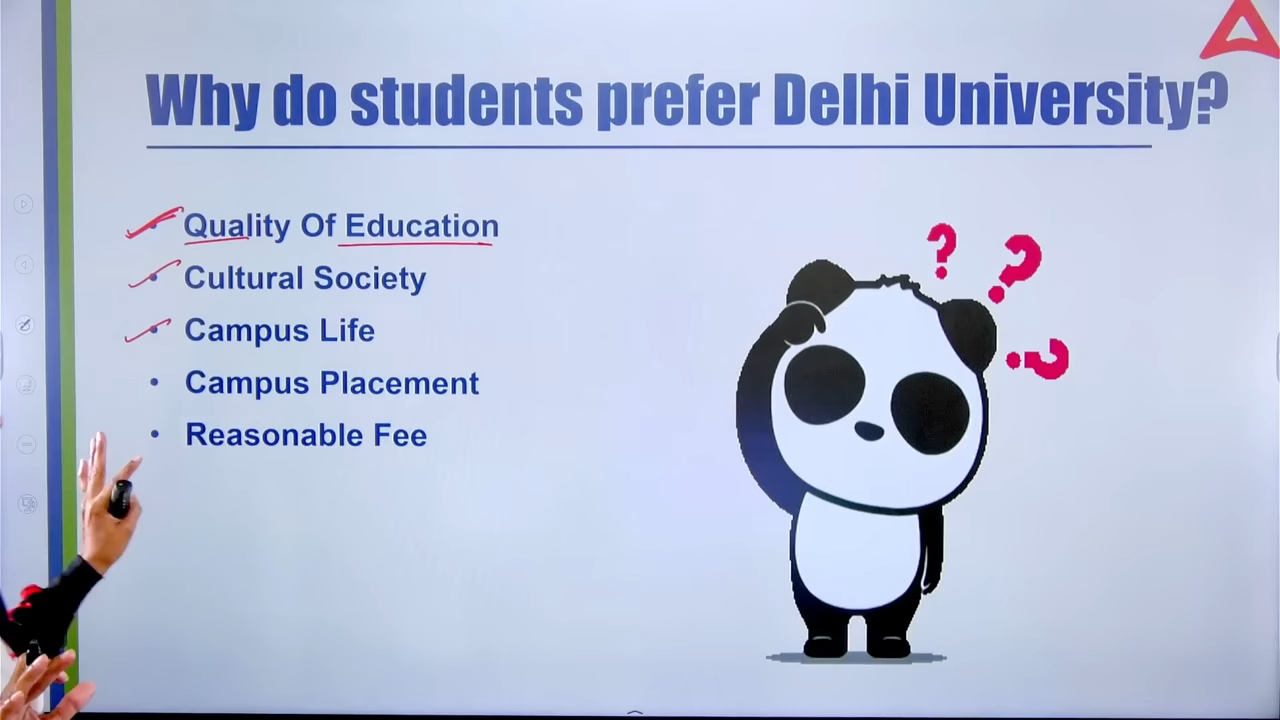 Why do students prefer Delhi University?
• Quality Of Education
• Cultural Society
• Campus Life
• Campus Placement
• Reasonable Fee
? ? ?